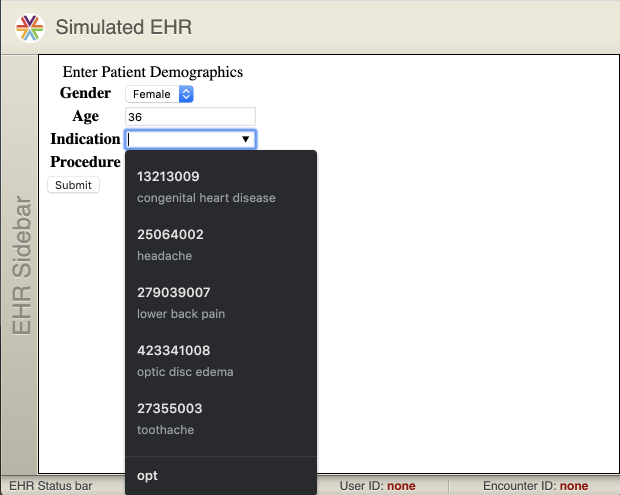 Simulated EHR
EHR Sidebar
Enter Patient Demographics
Gender Female
Age 36
Indication
Procedure
Submit
13213009
congenital heart disease
25064002
headache
279039007
lower back pain
423341008
optic disc edema
27355003
toothache
opt
EHR Status bar User ID: none Encounter ID: none